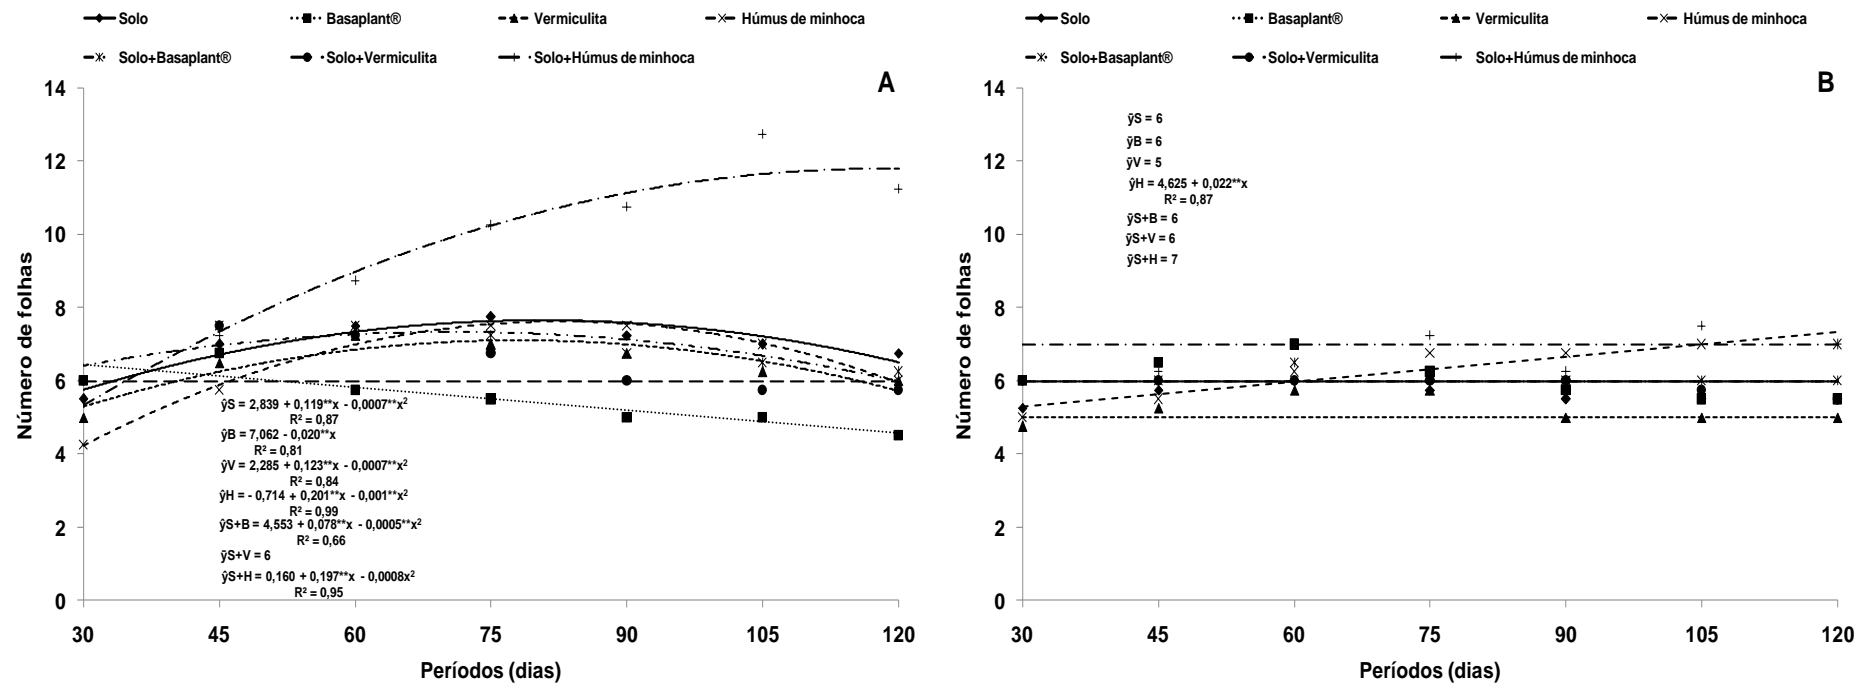 Solo Basaplant® Vermiculita Húmus de minhoca
Solo+Basaplant® Solo+Vermiculita Solo+Húmus de minhoca
A
Número de folhas
14
12
10
8
6
4
2
0
ŷS = 2,839 + 0,119**x - 0,0007**x²
R² = 0,87
ŷB = 7,062 - 0,020**x
R² = 0,81
ŷV = 2,285 + 0,123**x - 0,0007**x²
R² = 0,84
ŷH = - 0,714 + 0,201**x - 0,001**x²
R² = 0,99
ŷS+B = 4,553 + 0,078**x - 0,0005**x²
R² = 0,66
ȳS+V = 6
ŷS+H = 0,160 + 0,197**x - 0,0008x²
R² = 0,95
30 45 60 75 90 105 120
Períodos (dias)
Solo Basaplant® Vermiculita Húmus de minhoca
Solo+Basaplant® Solo+Vermiculita Solo+Húmus de minhoca
B
Número de folhas
14
12
10
8
6
4
2
0
ȳS = 6
ȳB = 6
ȳV = 5
ŷH = 4,625 + 0,022**x
R² = 0,87
ȳS+B = 6
ȳS+V = 6
ȳS+H = 7
30 45 60 75 90 105 120
Períodos (dias)